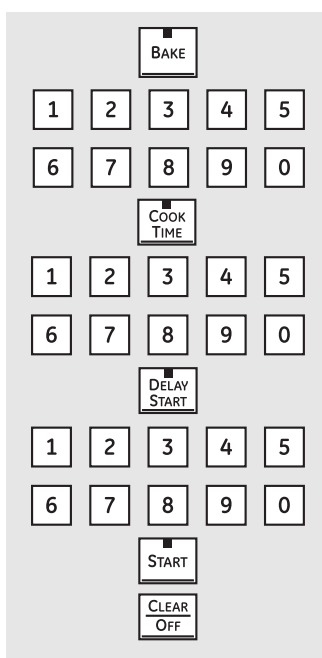 BAKE
1 2 3 4 5
6 7 8 9 0
COOK
TIME
1 2 3 4 5
6 7 8 9 0
DELAY
START
1 2 3 4 5
6 7 8 9 0
START
CLEAR
OFF